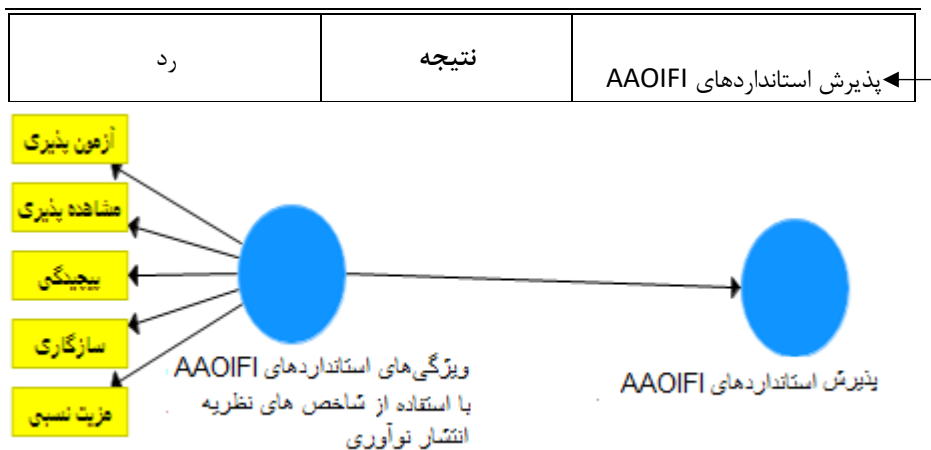 پذیرش استانداردهای AAOIFI
نتیجه
رد
آزمون پذیری
مشاهده پذیری
پیچیدگی
سازگاری
مزیت نسبی
ویژگی‌های استانداردهای AAOIFI
با استفاده از شاخص های نظریه
انتشار نوآوری
پذیرش استانداردهای AAOIFI